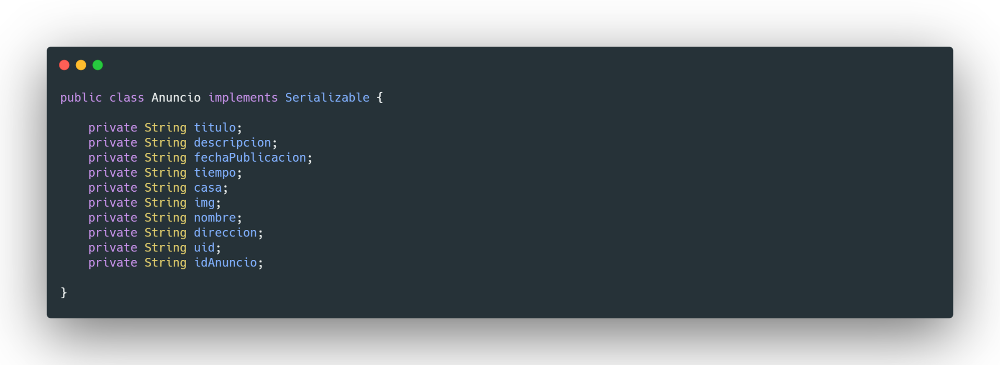 public class Anuncio implements Serializable {
private String titulo;
private String descripcion;
private String fechaPublicacion;
private String tiempo;
private String casa;
private String img;
private String nombre;
private String direccion;
private String uid;
private String idAnuncio;
}